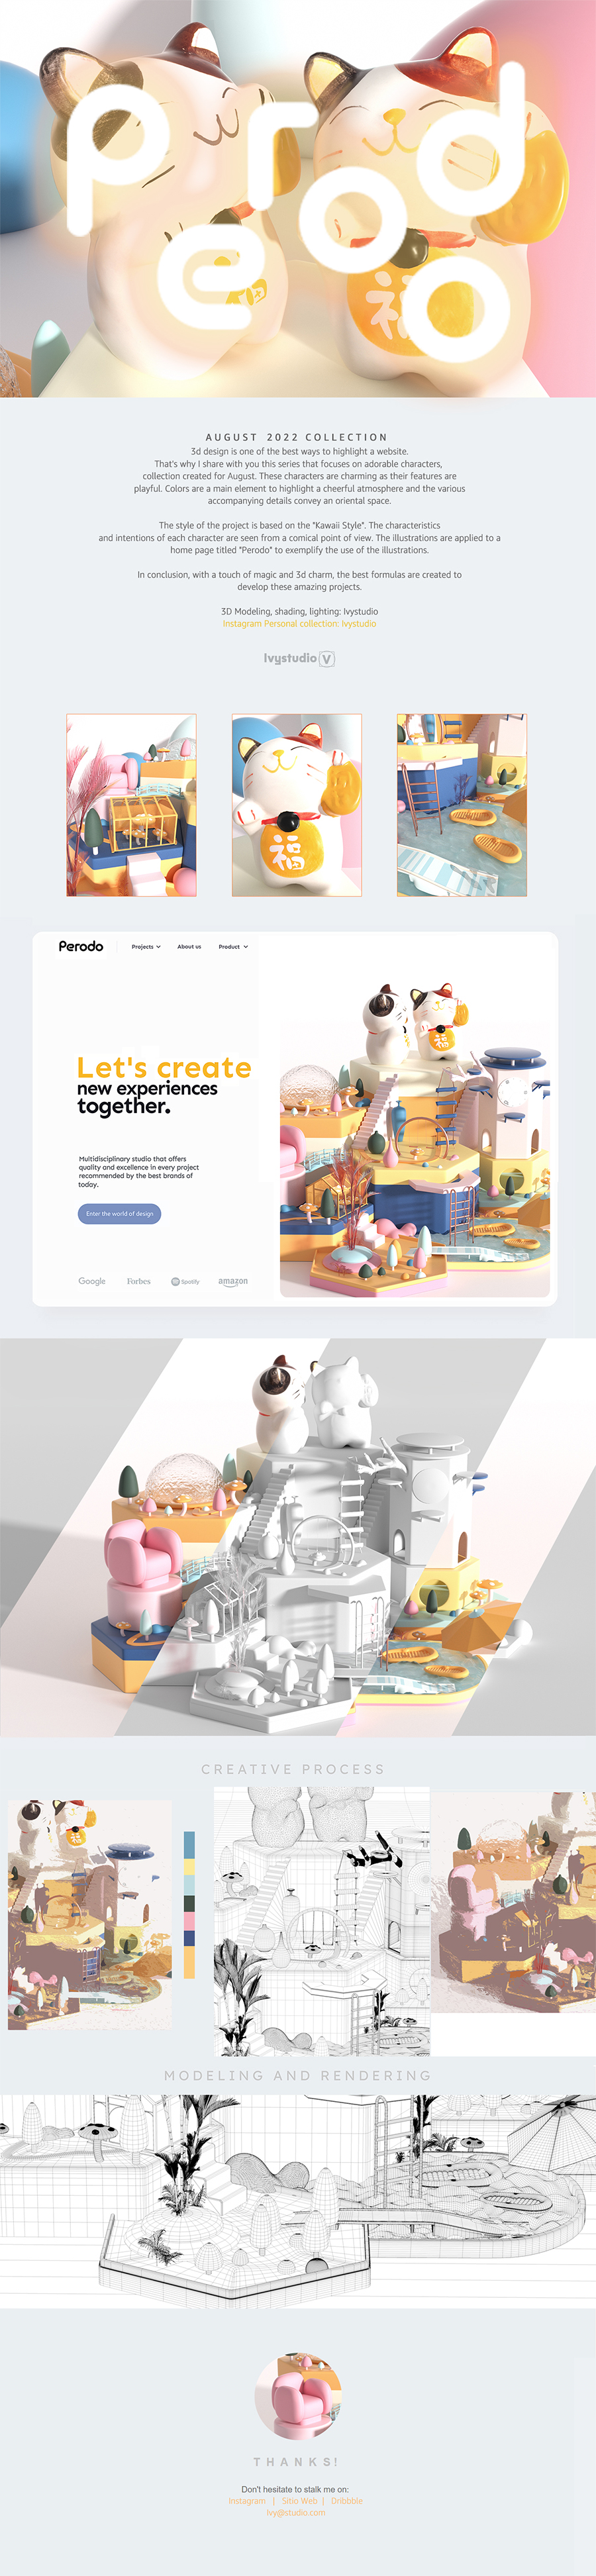 Perodo
福
AUGUST 2022 COLLECTION
3d design is one of the best ways to highlight a website.
That's why I share with you this series that focuses on adorable characters,
collection created for August. These characters are charming as their features are
playful. Colors are a main element to highlight a cheerful atmosphere and the various
accompanying details convey an oriental space.
The style of the project is based on the "Kawaii Style". The characteristics
and intentions of each character are seen from a comical point of view. The illustrations are applied to a
home page titled "Perodo" to exemplify the use of the illustrations.
In conclusion, with a touch of magic and 3d charm, the best formulas are created to
develop these amazing projects.
3D Modeling, shading, lighting: Ivystudio
Instagram Personal collection: Ivystudio
Ivystudio V
福
Perodo
Projects
About us
Product
Let's create
new experiences
together.
福
Multidisciplinary studio that offers
quality and excellence in every project
recommended by the best brands of
today.
Enter the world of design
Google
Forbes
Spotify
amazon
CREATIVE PROCESS
MODELING AND RENDERING
THANKS!
Don't hesitate to stalk me on:
Instagram | Sitio Web | Dribbble
Ivy@studio.com